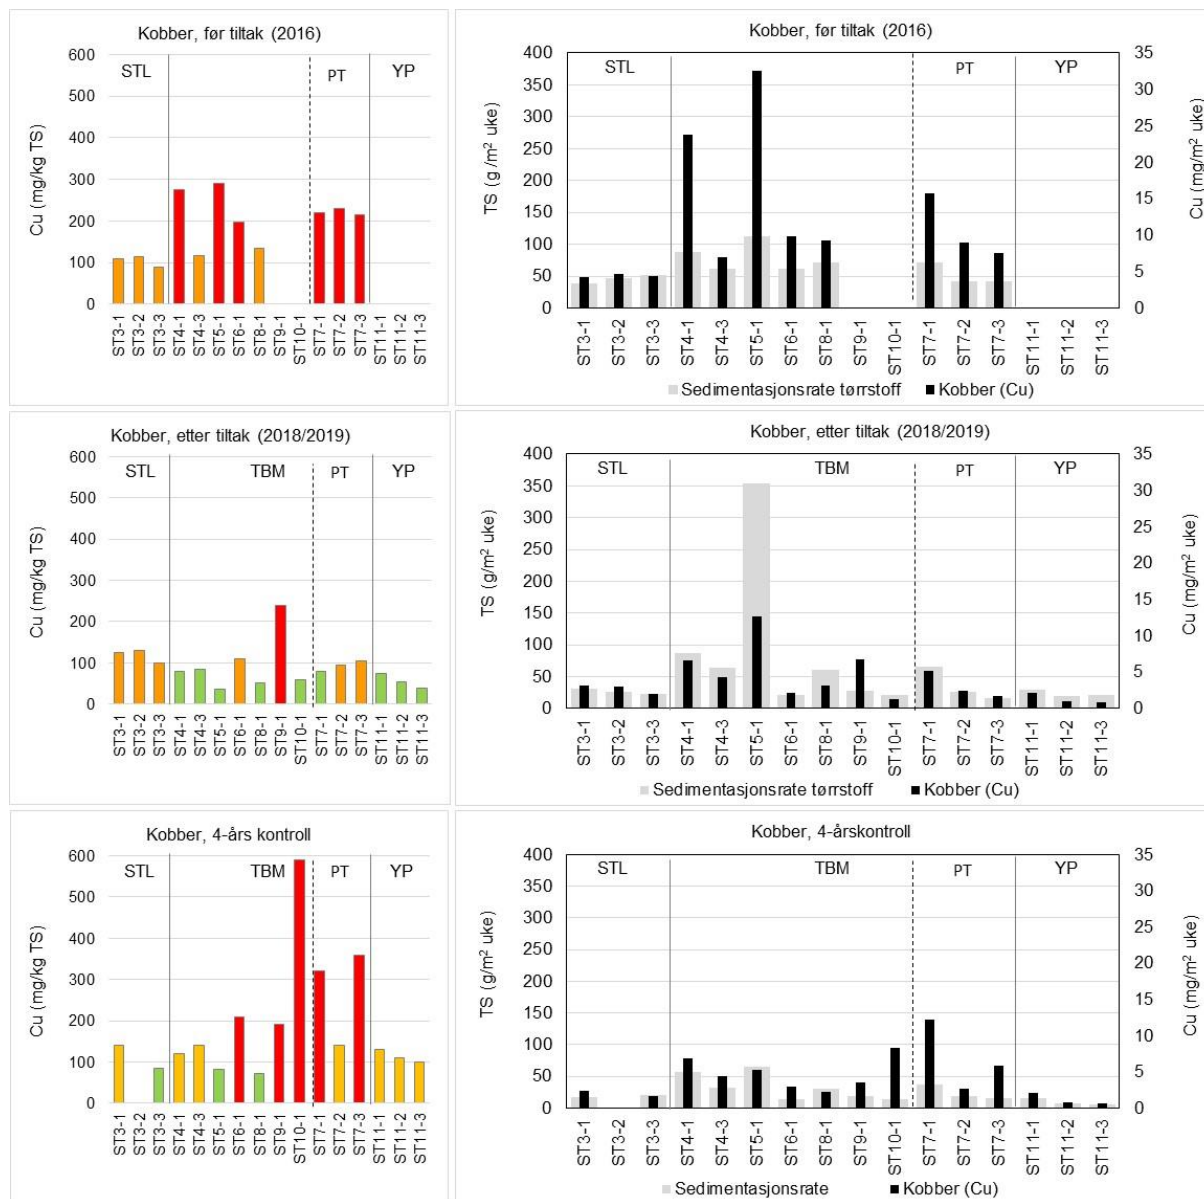 Kobber, før tiltak (2016)
STL PT YP
Cu (mg/kg TS)
600
500
400
300
200
100
0
ST3-1 ST3-2 ST3-3 ST4-1 ST4-3 ST5-1 ST6-1 ST8-1 ST9-1 ST10-1 ST7-1 ST7-2 ST7-3 ST11-1 ST11-2 ST11-3
Kobber, før tiltak (2016)
STL PT YP
TS (g /m² uke)
400
350
300
250
200
150
100
50
0
35
30
25
20
15
10
5
0
Cu (mg/m² uke)
ST3-1 ST3-2 ST3-3 ST4-1 ST4-3 ST5-1 ST6-1 ST8-1 ST9-1 ST10-1 ST7-1 ST7-2 ST7-3 ST11-1 ST11-2 ST11-3
Sedimentasjonsrate tørrstoff Kobber (Cu)
Kobber, etter tiltak (2018/2019)
STL TBM PT YP
Cu (mg/kg TS)
600
500
400
300
200
100
0
ST3-1 ST3-2 ST3-3 ST4-1 ST4-3 ST5-1 ST6-1 ST8-1 ST9-1 ST10-1 ST7-1 ST7-2 ST7-3 ST11-1 ST11-2 ST11-3
Kobber, etter tiltak (2018/2019)
STL TBM PT YP
TS (g/m² uke)
400
350
300
250
200
150
100
50
0
35
30
25
20
15
10
5
0
Cu (mg/m² uke)
ST3-1 ST3-2 ST3-3 ST4-1 ST4-3 ST5-1 ST6-1 ST8-1 ST9-1 ST10-1 ST7-1 ST7-2 ST7-3 ST11-1 ST11-2 ST11-3
Sedimentasjonsrate tørrstoff Kobber (Cu)
Kobber, 4-års kontroll
STL TBM PT YP
Cu (mg/kg TS)
600
500
400
300
200
100
0
ST3-1 ST3-2 ST3-3 ST4-1 ST4-3 ST5-1 ST6-1 ST8-1 ST9-1 ST10-1 ST7-1 ST7-2 ST7-3 ST11-1 ST11-2 ST11-3
Kobber, 4-årskontroll
STL TBM PT YP
TS (g/m² uke)
400
350
300
250
200
150
100
50
0
35
30
25
20
15
10
5
0
Cu (mg/m² uke)
ST3-1 ST3-2 ST3-3 ST4-1 ST4-3 ST5-1 ST6-1 ST8-1 ST9-1 ST10-1 ST7-1 ST7-2 ST7-3 ST11-1 ST11-2 ST11-3
Sedimentasjonsrate Kobber (Cu)